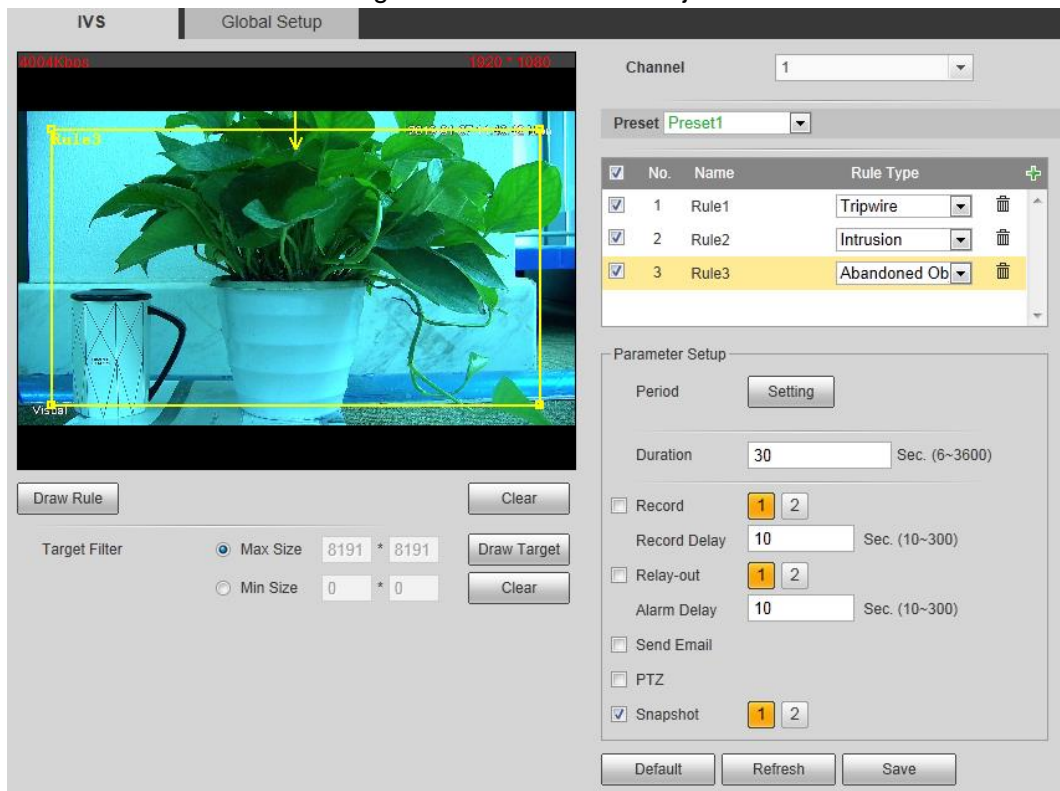 IVS Global Setup
4004Kbps 1920 * 1080
Rule3
Visual
Draw Rule Clear
Target Filter Max Size 8191 * 8191 Draw Target
Min Size 0 * 0 Clear
Channel 1
Preset Preset1
No. Name Rule Type
1 Rule1 Tripwire
2 Rule2 Intrusion
3 Rule3 Abandoned Ob
Parameter Setup
Period Setting
Duration 30 Sec. (6~3600)
Record 1 2
Record Delay 10 Sec. (10~300)
Relay-out 1 2
Alarm Delay 10 Sec. (10~300)
Send Email
PTZ
Snapshot 1 2
Default Refresh Save